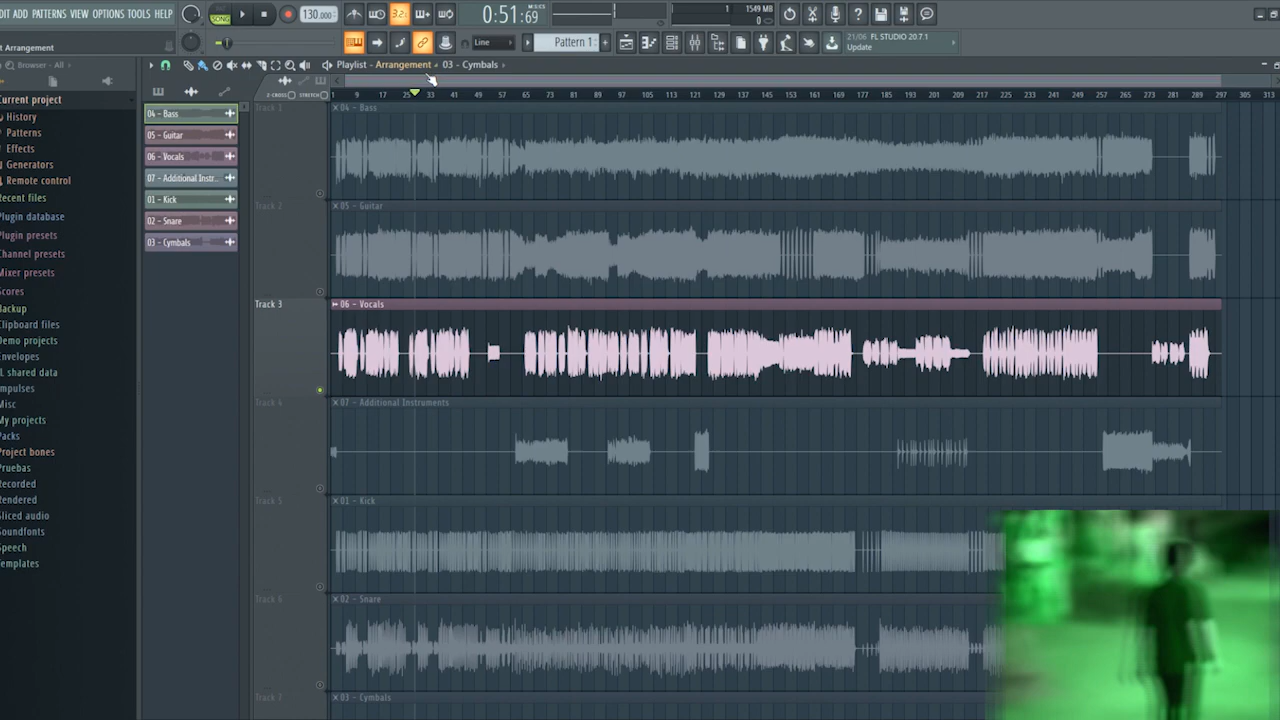 EDIT ADD PATTERNS VIEW OPTIONS TOOLS HELP
SONG
130.000
3.2
0:51:69
M:S:CS
1
1549 MB
0
t Arrangement
Line
Pattern 1
21/06 FL STUDIO 20.7.1
Update
Browser - All
Playlist - Arrangement
03 - Cymbals
Z-CROSS
1 9 17 25 33 41 49 57 65 73 81 89 97 105 113 121 129 137 145 153 161 169 177 185 193 201 209 217 225 233 241 249 257 265 273 281 289 297 305 313
Current project
History
Patterns
Effects
Generators
Remote control
Recent files
Plugin database
Plugin presets
Channel presets
Mixer presets
Scores
Backup
Clipboard files
Demo projects
Envelopes
IL shared data
Impulses
Misc
My projects
Packs
Project bones
Pruebas
Recorded
Rendered
Sliced audio
Soundfonts
Speech
Templates
04 - Bass
05 - Guitar
06 - Vocals
07 - Additional Instr..
01 - Kick
02 - Snare
03 - Cymbals
Track 1
04 - Bass
Track 2
05 - Guitar
Track 3
06 - Vocals
Track 4
07 - Additional Instruments
Track 5
01 - Kick
Track 6
02 - Snare
Track 7
03 - Cymbals